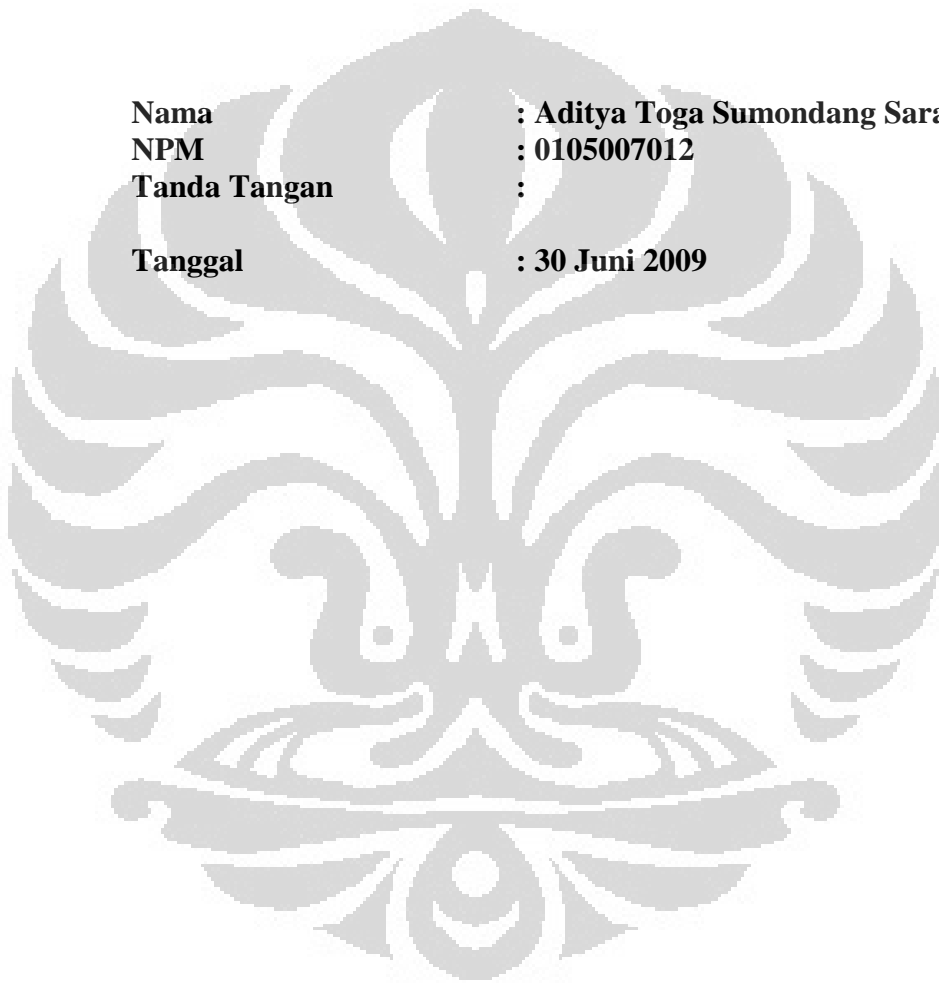 Nama : Aditya Toga Sumondang Sara
NPM : 0105007012
Tanda Tangan :
Tanggal : 30 Juni 2009